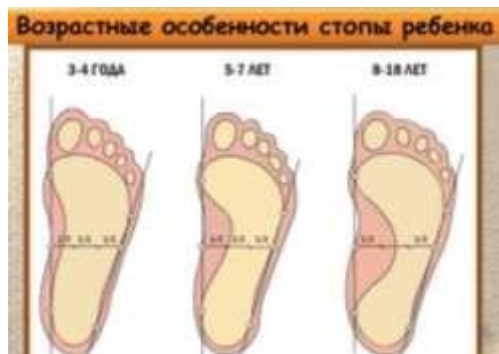 Возрастные особенности стопы ребенка
3-4 ГОДА
5-7 ЛЕТ
8-18 ЛЕТ